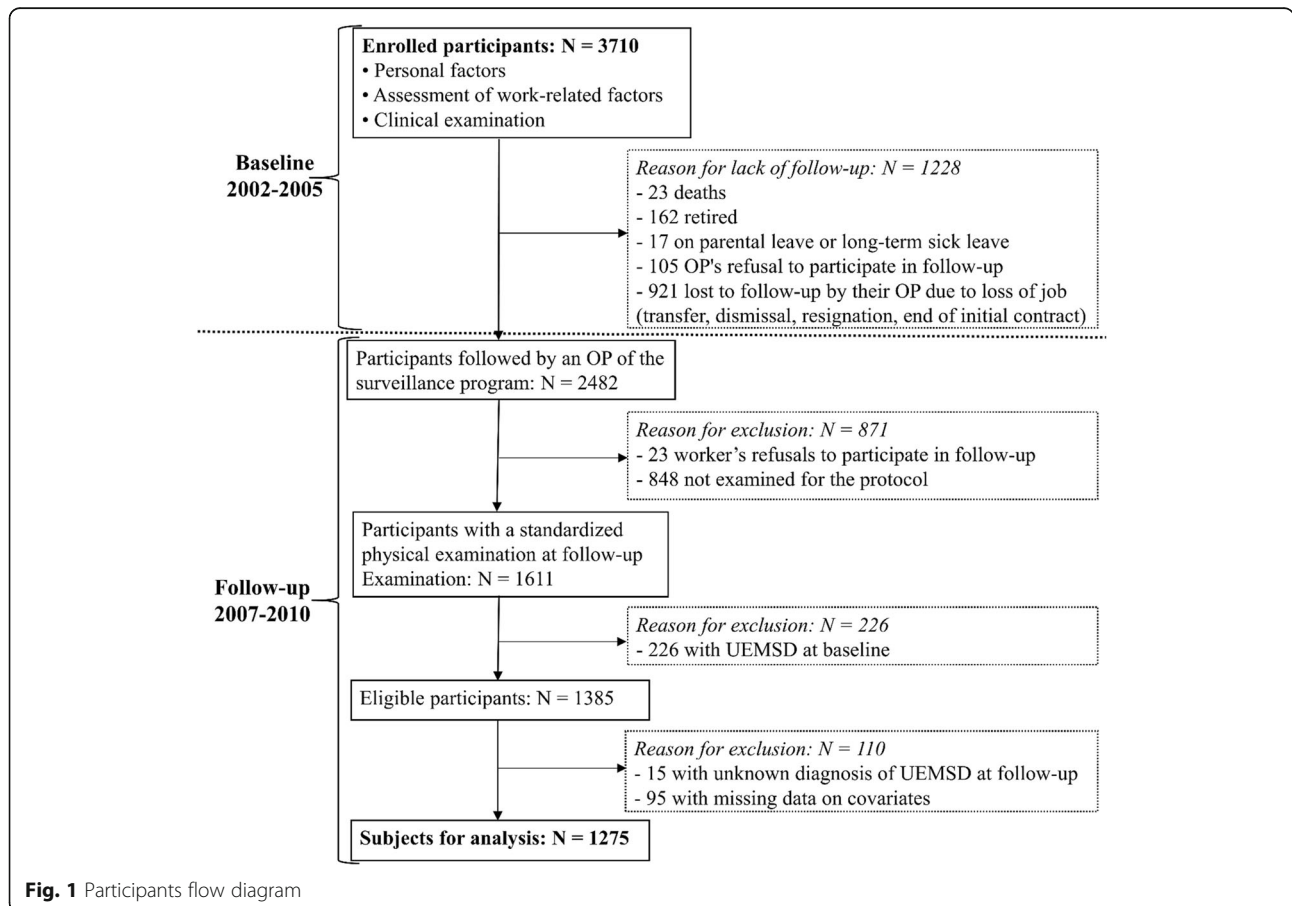 Enrolled participants: N = 3710
• Personal factors
• Assessment of work-related factors
• Clinical examination
Baseline
2002-2005
Reason for lack of follow-up: N = 1228
- 23 deaths
- 162 retired
- 17 on parental leave or long-term sick leave
- 105 OP's refusal to participate in follow-up
- 921 lost to follow-up by their OP due to loss of job
(transfer, dismissal, resignation, end of initial contract)
Participants followed by an OP of the
surveillance program: N = 2482
Reason for exclusion: N = 871
- 23 worker’s refusals to participate in follow-up
- 848 not examined for the protocol
Participants with a standardized
physical examination at follow-up
Examination: N = 1611
Follow-up
2007-2010
Reason for exclusion: N = 226
- 226 with UEMSD at baseline
Eligible participants: N = 1385
Reason for exclusion: N = 110
- 15 with unknown diagnosis of UEMSD at follow-up
- 95 with missing data on covariates
Subjects for analysis: N = 1275
Fig. 1 Participants flow diagram